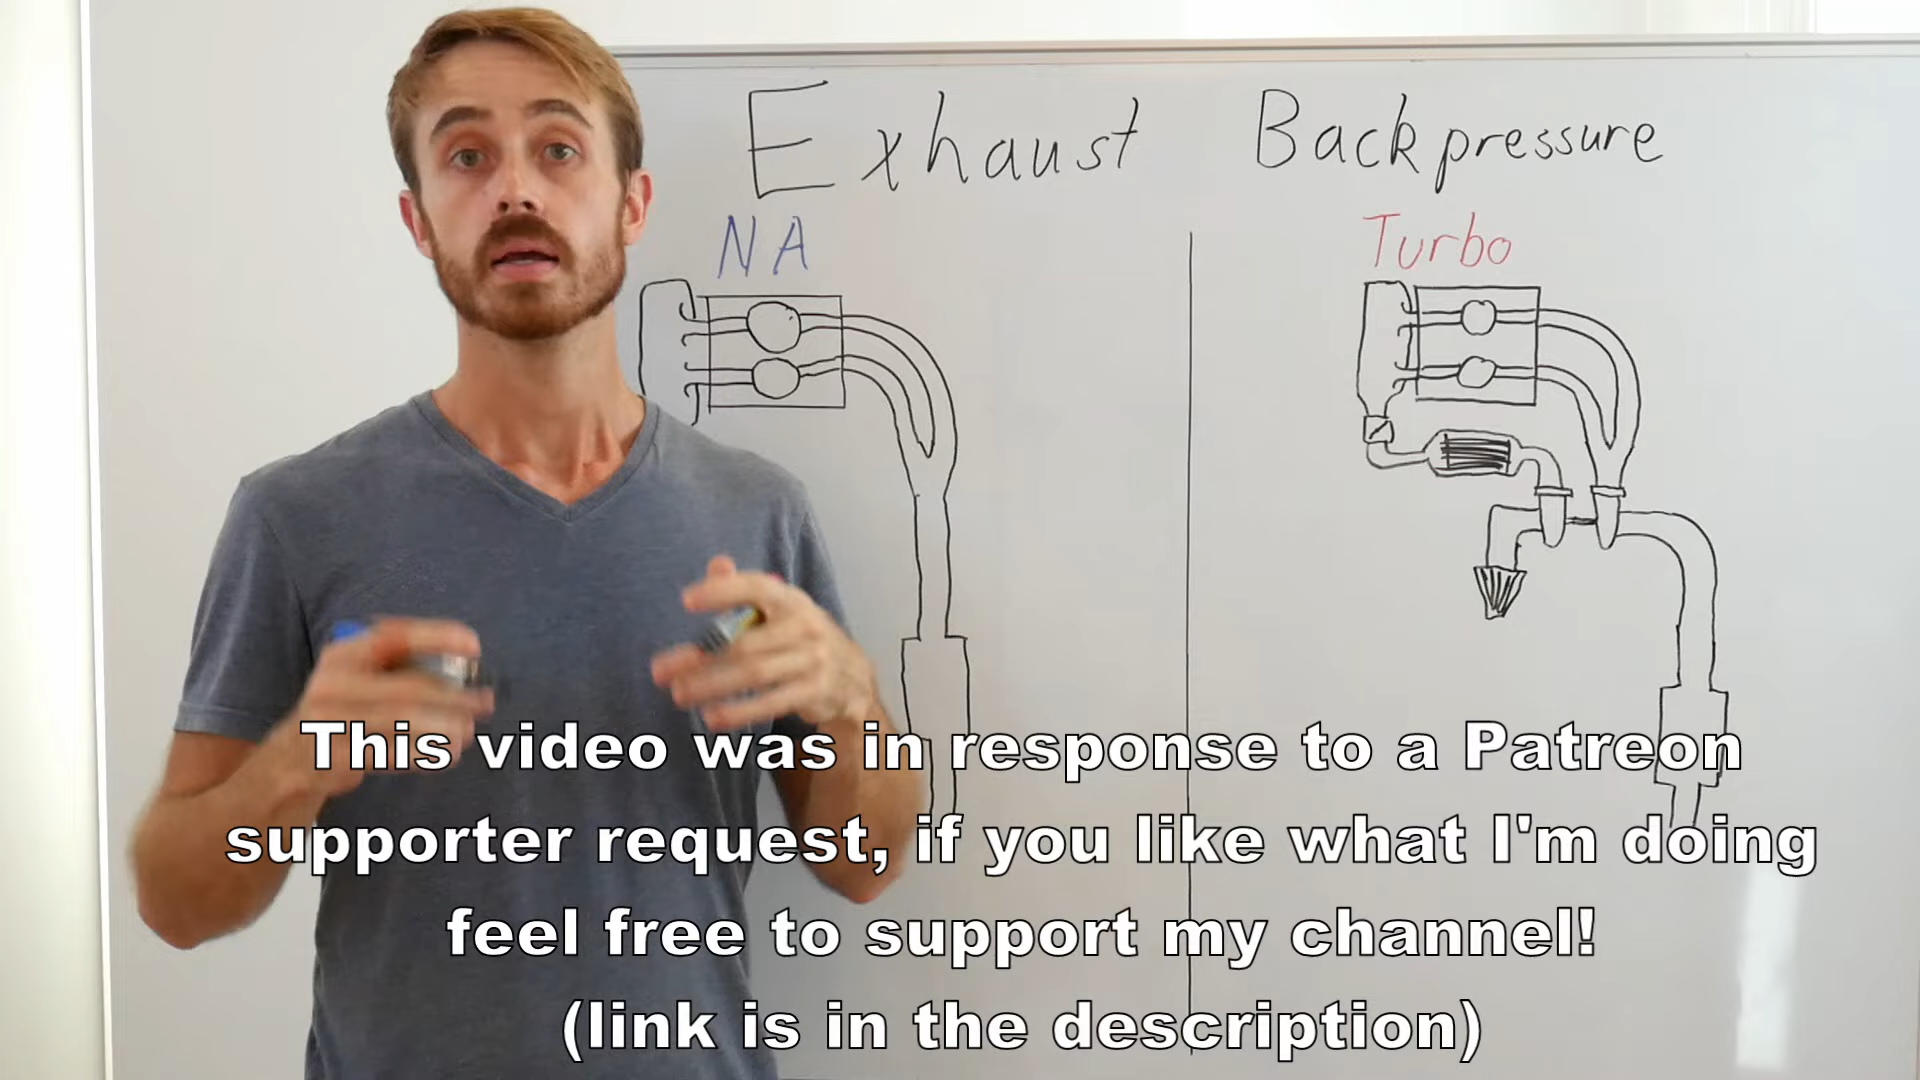 Exhaust Backpressure
NA
Turbo
This video was in response to a Patreon
supporter request, if you like what I'm doing
feel free to support my channel!
(link is in the description)